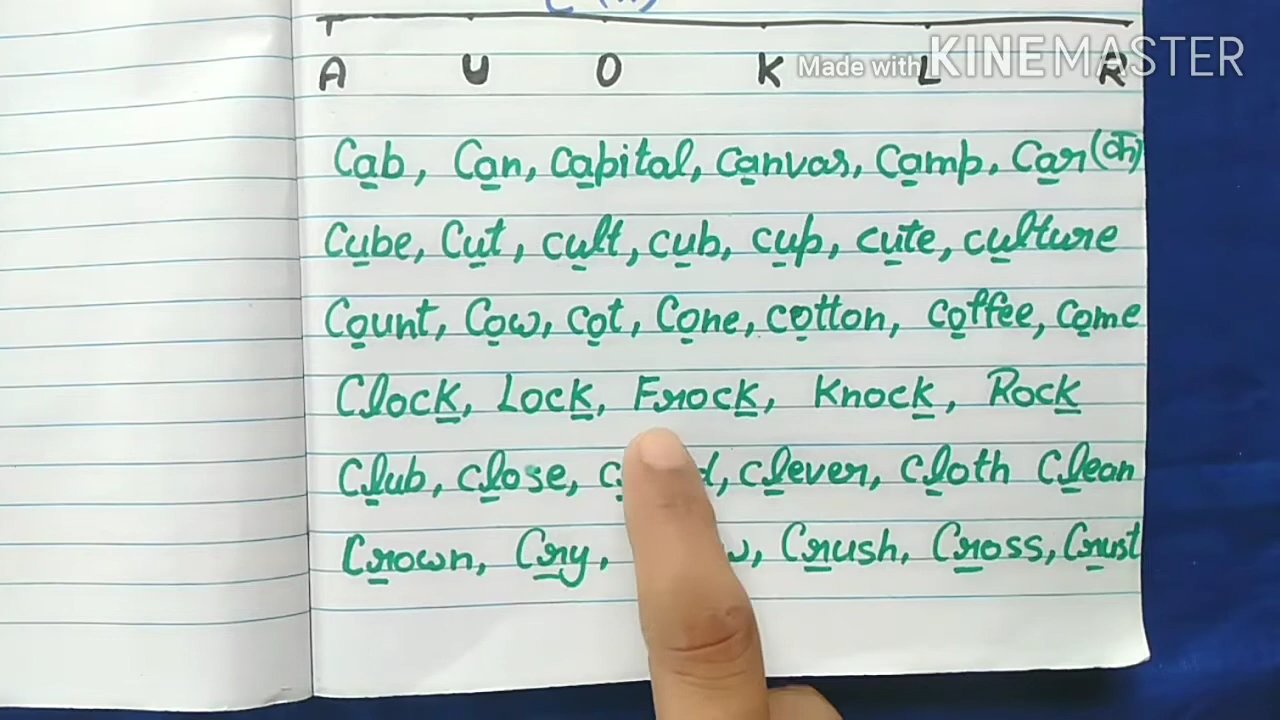 A U O K L R
Made with KINEMASTER
Cab, Can, Capital, Canvas, Camp, Car (का)
Cube, Cut, cult, cub, cup, cute, culture
Count, Cow, cot, Cone, cotton, coffee, come
Clock, Lock, Frock, Knock, Rock
Club, close, clever, Cloth Clean
Crown, Cry, Crush, Cross, Crust